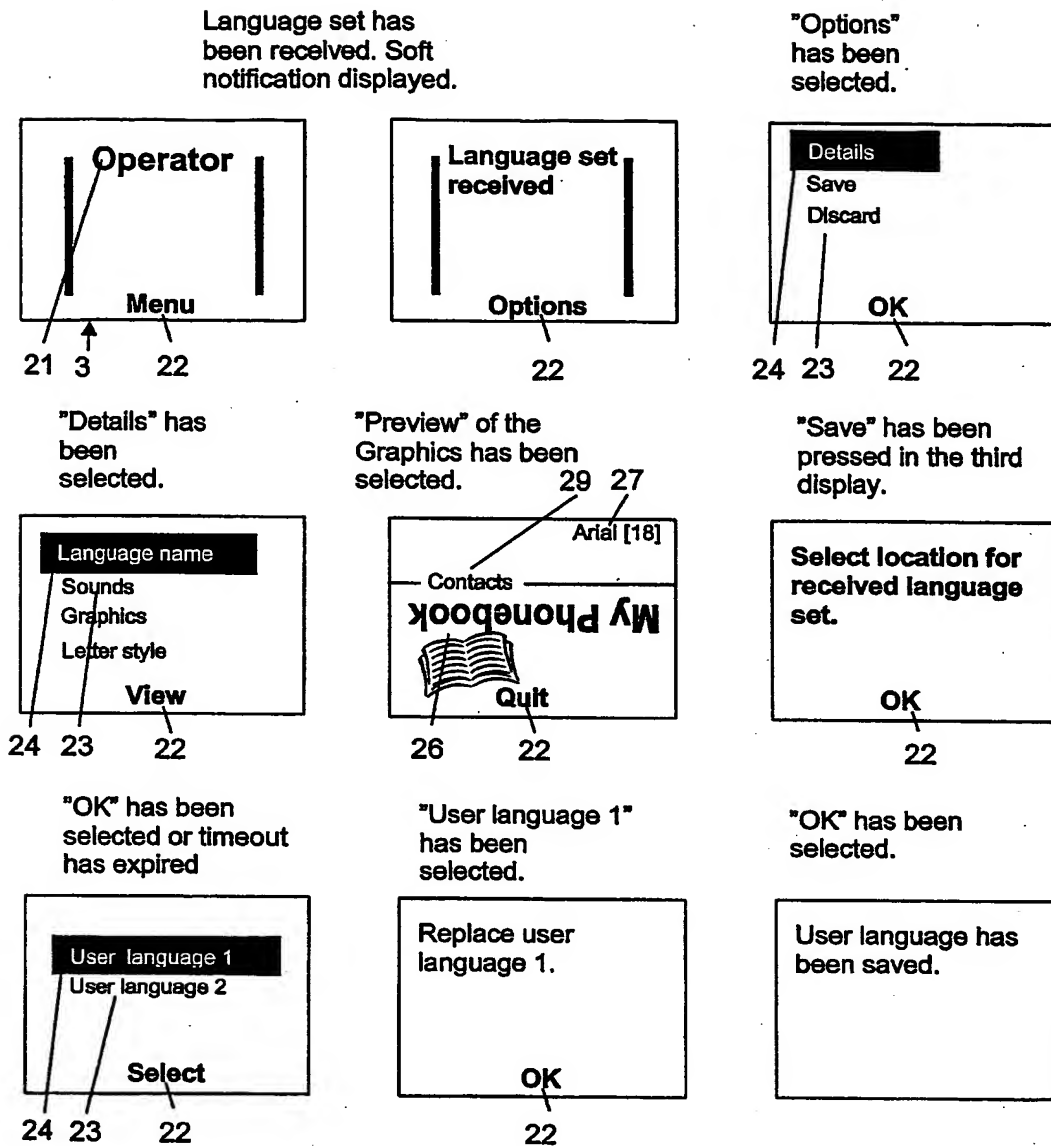 Language set has
been received. Soft
notification displayed.
"Options"
has been
selected.
Operator
Menu
21 3 22
Language set
received
Options
22
Details
Save
Discard
OK
24 23 22
"Details" has
been
selected.
"Preview" of the
Graphics has been
selected.
29 27
"Save" has been
pressed in the third
display.
Language name
Sounds
Graphics
Letter style
View
24 23 22
Arial [18]
Contacts
My Phonebook
Quit
26 22
Select location for
received language
set.
OK
22
"OK" has been
selected or timeout
has expired
"User language 1"
has been
selected.
"OK" has been
selected.
User language 1
User language 2
Select
24 23 22
Replace user
language 1.
OK
22
User language has
been saved.